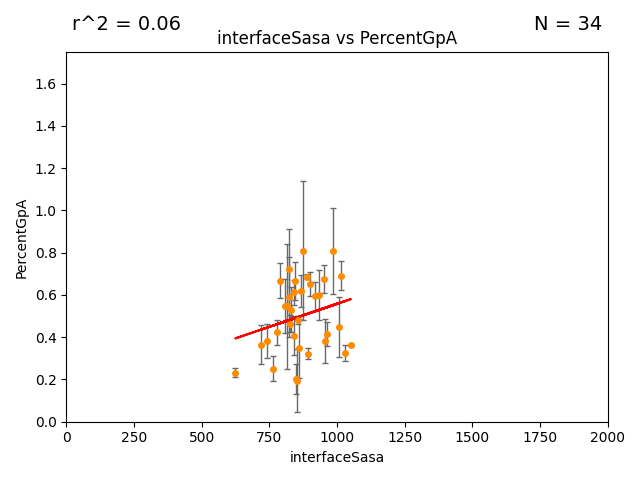 r^2 = 0.06
N = 34
interfaceSasa vs PercentGpA
PercentGpA
1.6
1.4
1.2
1.0
0.8
0.6
0.4
0.2
0.0
0 250 500 750 1000 1250 1500 1750 2000
interfaceSasa